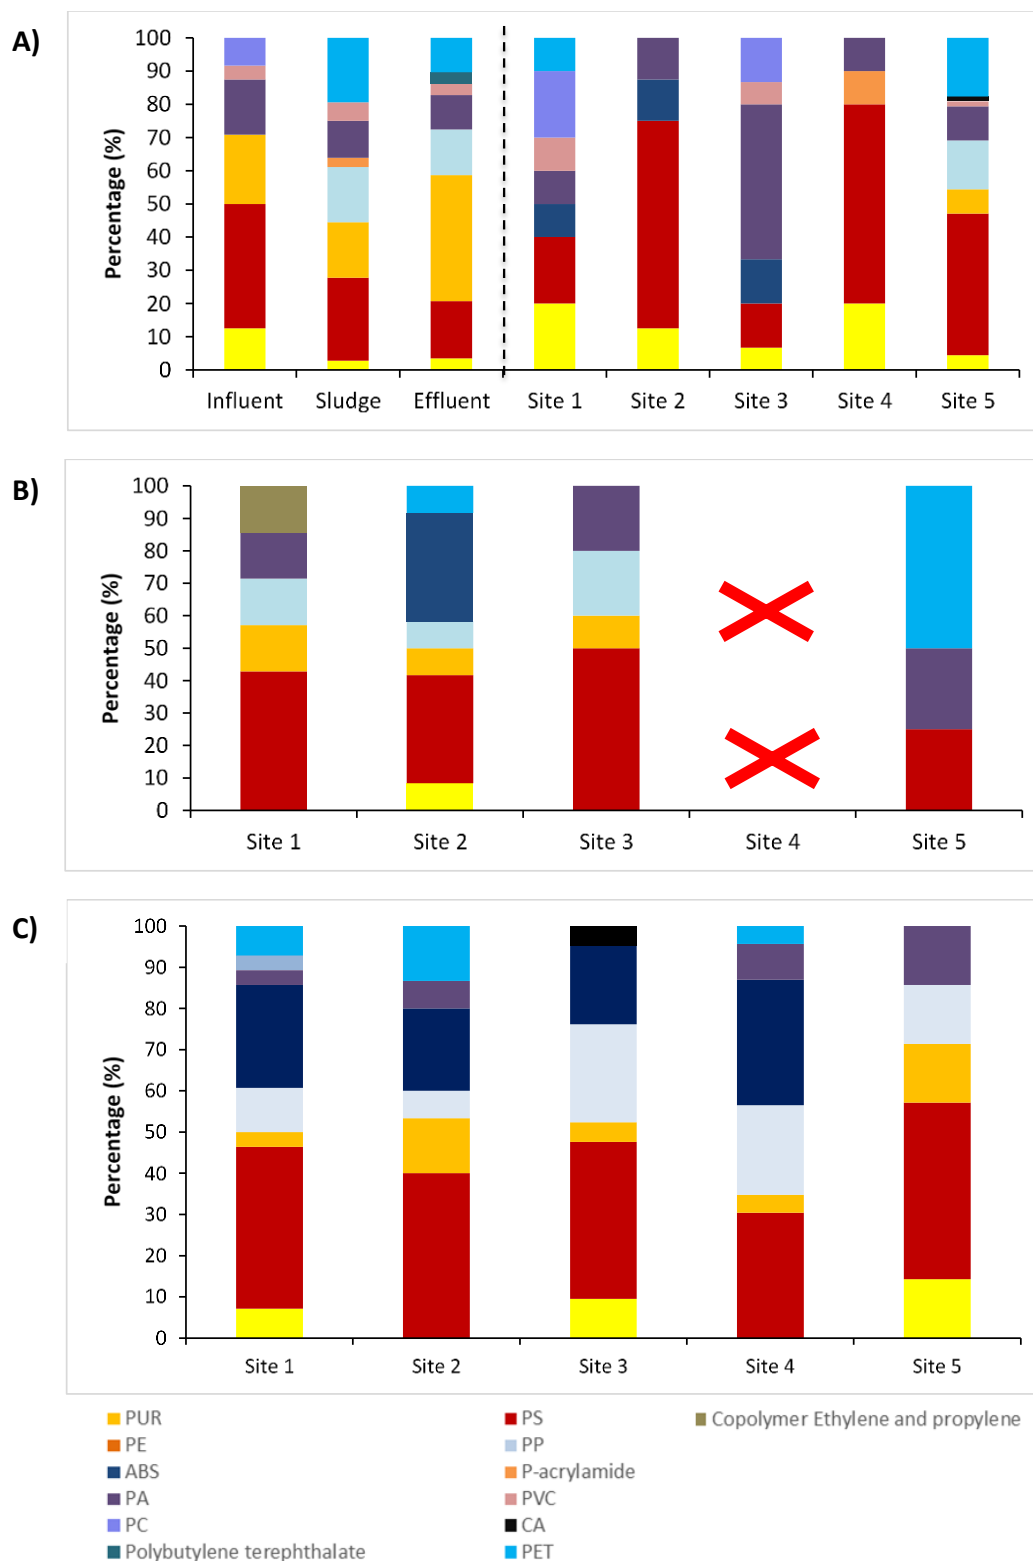 A)
Percentage (%)
100
90
80
70
60
50
40
30
20
10
0
Influent Sludge Effluent Site 1 Site 2 Site 3 Site 4 Site 5
B)
Percentage (%)
100
90
80
70
60
50
40
30
20
10
0
Site 1 Site 2 Site 3 Site 4 Site 5
C)
Percentage (%)
100
90
80
70
60
50
40
30
20
10
0
Site 1 Site 2 Site 3 Site 4 Site 5
PUR PS Copolymer Ethylene and propylene
PE PP
ABS P-acrylamide
PA PVC
PC CA
Polybutylene terephthalate PET